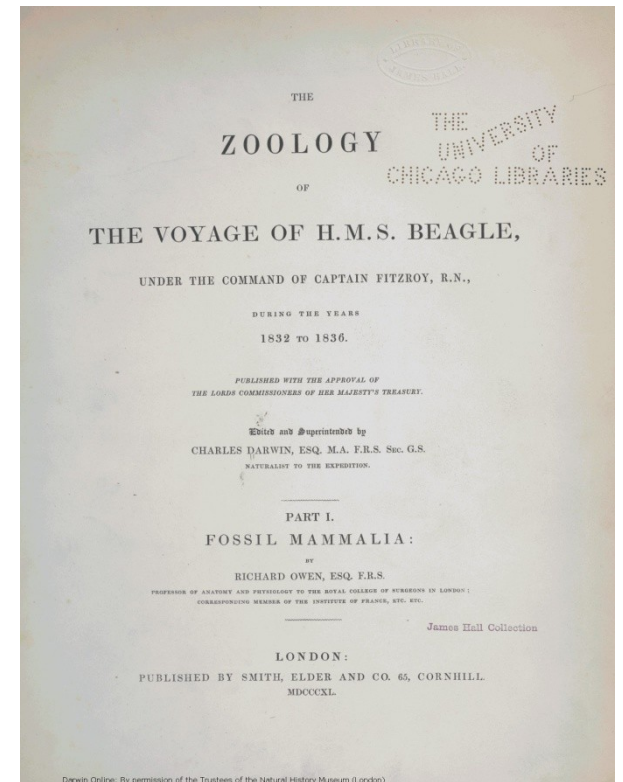 THE
ZOOLOGY
OF
THE VOYAGE OF H.M.S. BEAGLE,
UNDER THE COMMAND OF CAPTAIN FITZROY, R.N.,
DURING THE YEARS
1832 TO 1836.
PUBLISHED WITH THE APPROVAL OF
THE LORDS COMMISSIONERS OF HER MAJESTY'S TREASURY.
Edited and Superintended by
CHARLES DARWIN, ESQ. M.A. F.R.S. SEC. G.S.
NATURALIST TO THE EXPEDITION.
PART I.
FOSSIL MAMMALIA:
BY
RICHARD OWEN, ESQ. F.R.S.
PROFESSOR OF ANATOMY AND PHYSIOLOGY TO THE ROYAL COLLEGE OF SURGEONS IN LONDON;
CORRESPONDING MEMBER OF THE INSTITUTE OF FRANCE, ETC. ETC.
LONDON:
PUBLISHED BY SMITH, ELDER AND CO. 65, CORNHILL.
MDCCCXL.
THE
UNIVERSITY
OF
CHICAGO LIBRARIES
James Hall Collection
Darwin Online: By permission of the Trustees of the Natural History Museum (London)